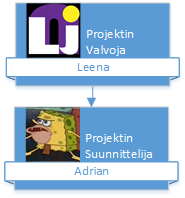 Projektin
Valvoja
Leena
Projektin
Suunnittelija
Adrian